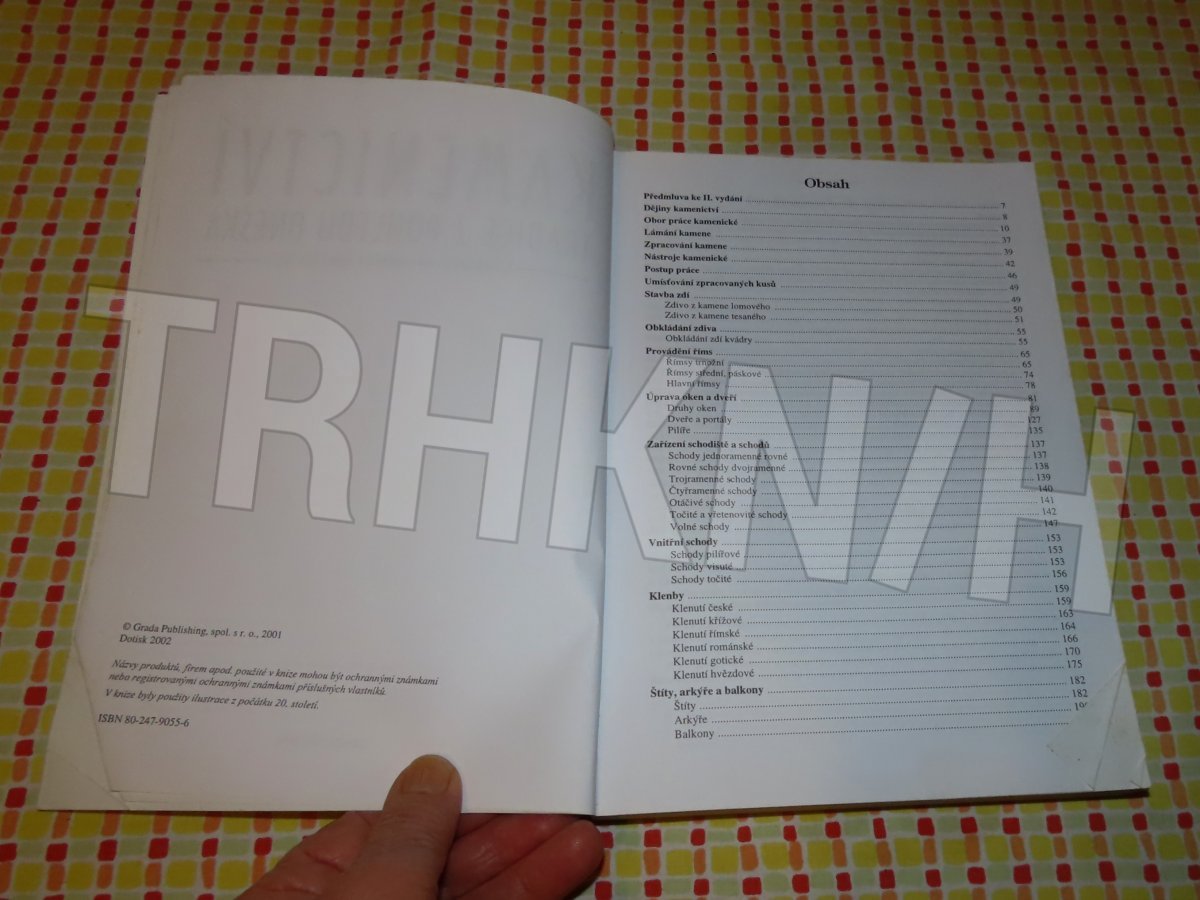 © Grada Publishing, spol. s r. o., 2001
Dotisk 2002
Názvy produktů, firem apod. použité v knize mohou být ochrannými známkami
nebo registrovanými ochrannými známkami příslušných vlastníků.
V knize byly použity ilustrace z počátku 20. století.
ISBN 80-247-9055-6
Obsah
Předmluva ke II. vydání 7
Dějiny kamenictví 8
Obor práce kamenické 10
Lámání kamene 37
Zpracování kamene 39
Nástroje kamenické 42
Postup práce 46
Umísťování zpracovaných kusů 49
Stavba zdí 49
Zdivo z kamene lomového 50
Zdivo z kamene tesaného 51
Obkládání zdiva 55
Obkládání zdí kvádry 55
Provádění říms 65
Římsy trnožní 65
Římsy střední, páskové 74
Hlavní římsy 78
Úprava oken a dveří 81
Druhy oken 89
Dveře a portály 127
Pilíře 135
Zařízení schodiště a schodů 137
Schody jednoramenné rovné 137
Rovné schody dvojramenné 138
Trojramenné schody 139
Čtyřramenné schody 140
Otáčivé schody 141
Točité a vřetenovité schody 142
Volné schody 147
Vnitřní schody 153
Schody pilířové 153
Schody visuté 153
Schody točité 156
Klenby 159
Klenutí české 159
Klenutí křížové 163
Klenutí římské 164
Klenutí románské 166
Klenutí gotické 170
Klenutí hvězdové 175
Štíty, arkýře a balkony 182
Štíty 182
Arkýře
Balkony
TRHKNIH